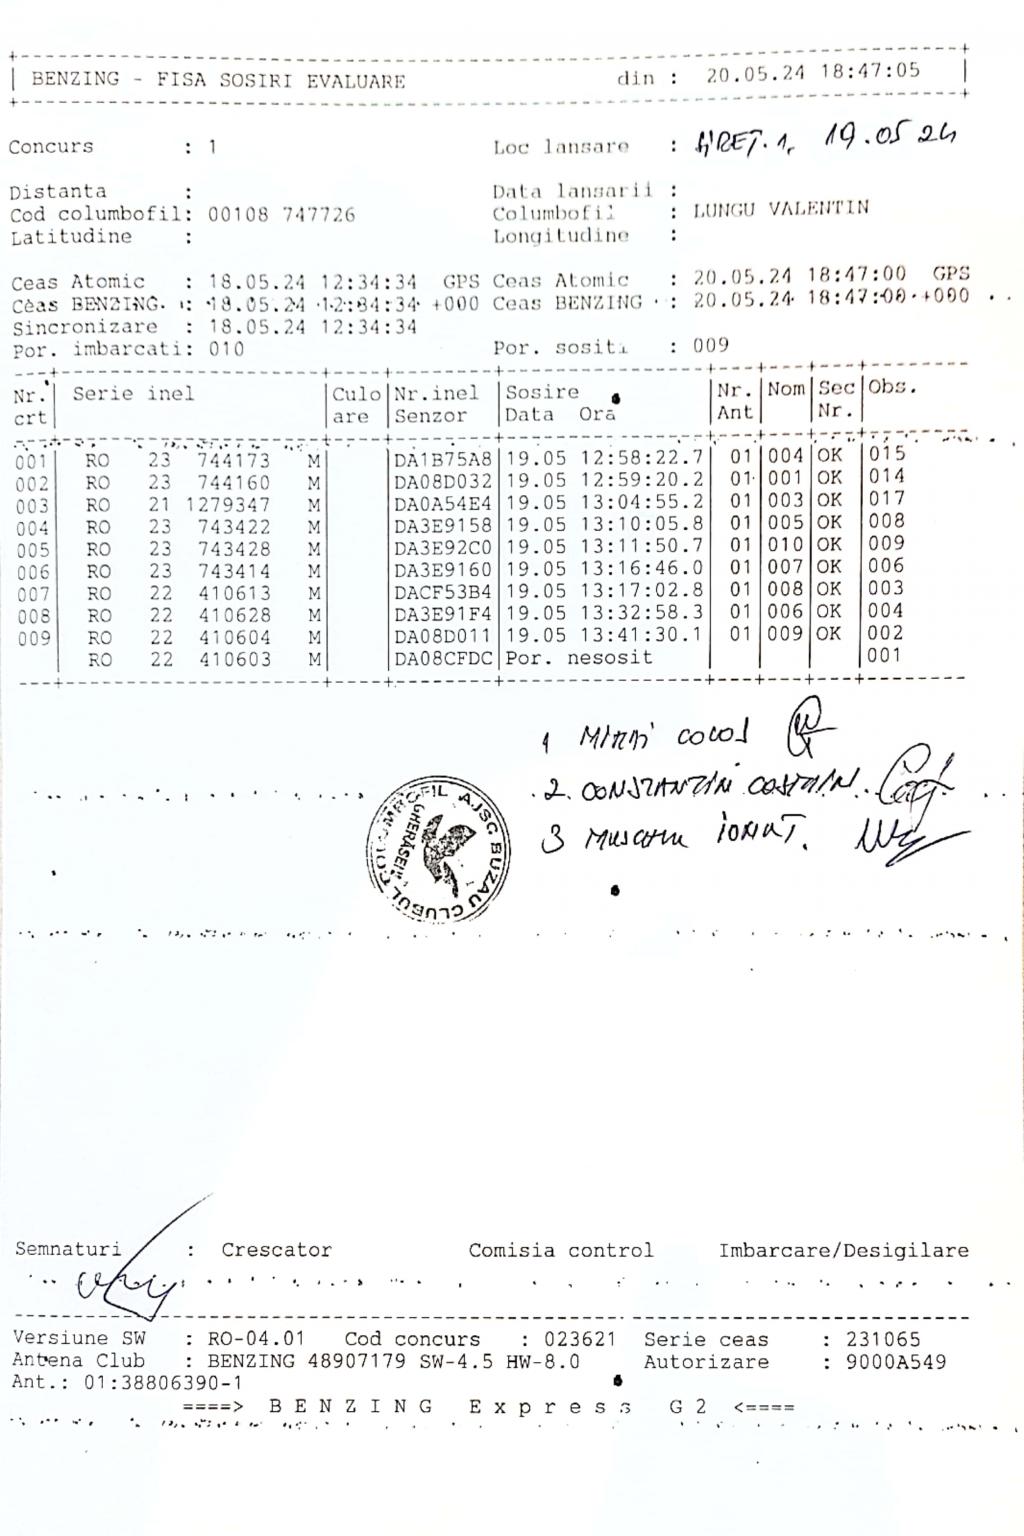 BENZING - FISA SOSIRI EVALUARE din : 20.05.24 18:47:05
Concurs : 1 Loc lansare : SIRET.1, 19.05 24
Distanta : Data lansarii :
Cod columbofil: 00108 747726 Columbofil : LUNGU VALENTIN
Latitudine : Longitudine :
Ceas Atomic : 18.05.24 12:34:34 GPS Ceas Atomic : 20.05.24 18:47:00 GPS
Ceas BENZING : 18.05.24 12:34:34 +000 Ceas BENZING : 20.05.24 18:47:00 +000
Sincronizare : 18.05.24 12:34:34
Por. imbarcati: 010 Por. sositi : 009
Nr. Serie inel Culo Nr.inel Sosire Nr. Nom Sec Obs.
crt are Senzor Data Ora Ant Nr.
001 RO 23 744173 M DA1B75A8 19.05 12:58:22.7 01 004 OK 015
002 RO 23 744160 M DA08D032 19.05 12:59:20.2 01 001 OK 014
003 RO 21 1279347 M DA0A54E4 19.05 13:04:55.2 01 003 OK 017
004 RO 23 743422 M DA3E9158 19.05 13:10:05.8 01 005 OK 008
005 RO 23 743428 M DA3E92C0 19.05 13:11:50.7 01 010 OK 009
006 RO 23 743414 M DA3E9160 19.05 13:16:46.0 01 007 OK 006
007 RO 22 410613 M DACF53B4 19.05 13:17:02.8 01 008 OK 003
008 RO 22 410628 M DA3E91F4 19.05 13:32:58.3 01 006 OK 004
009 RO 22 410604 M DA08D011 19.05 13:41:30.1 01 009 OK 002
RO 22 410603 M DA08CFDC Por. nesosit 001
1
2. CONSTANTIN COSTAIN
3 IONUT.
CLUBUL COLUMBOFIL AJSC BUZAU
GHERASENI
Semnaturi : Crescator Comisia control Imbarcare/Desigilare
Versiune SW : RO-04.01 Cod concurs : 023621 Serie ceas : 231065
Antena Club : BENZING 48907179 SW-4.5 HW-8.0 Autorizare : 9000A549
Ant.: 01:38806390-1
====> BENZING Express G2 <====